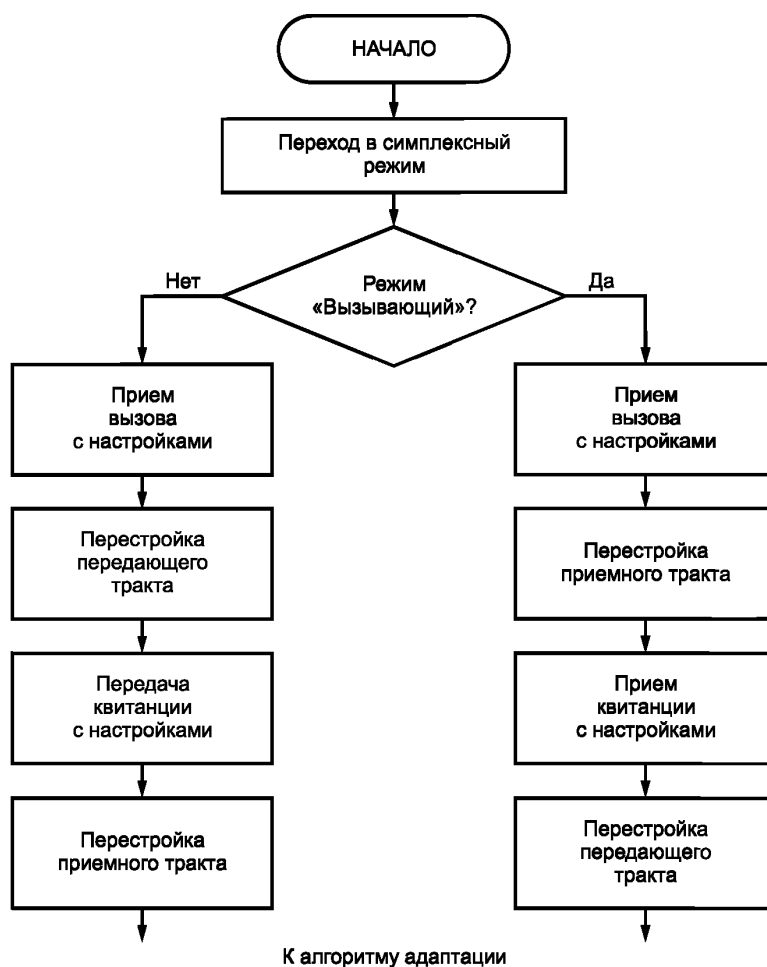 НАЧАЛО
Переход в симплексный
режим
Режим
«Вызывающий»?
Нет
Да
Прием
вызова
с настройками
Перестройка
передающего
тракта
Передача
квитанции
с настройками
Перестройка
приемного тракта
Прием
вызова
с настройками
Перестройка
приемного тракта
Прием
квитанции
с настройками
Перестройка
передающего
тракта
К алгоритму адаптации